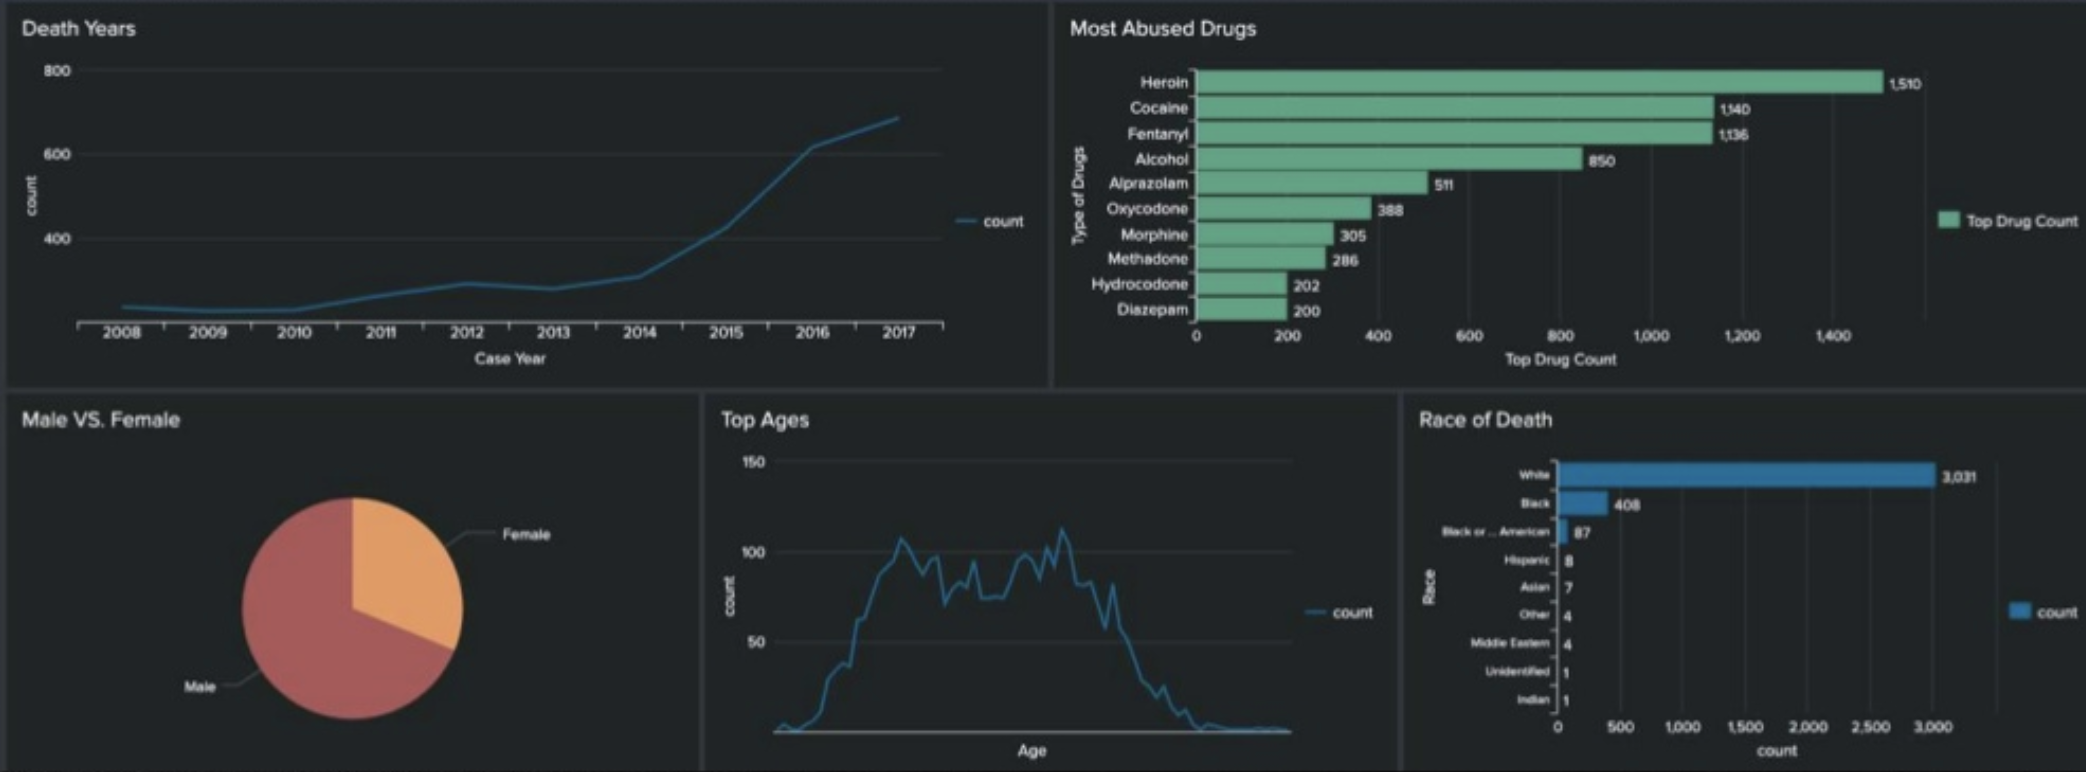 Death Years
800
600
400
count
2008 2009 2010 2011 2012 2013 2014 2015 2016 2017
Case Year
count
Most Abused Drugs
Type of Drugs
Heroin 1,510
Cocaine 1,140
Fentanyl 1,136
Alcohol 850
Alprazolam 511
Oxycodone 388
Morphine 305
Methadone 286
Hydrocodone 202
Diazepam 200
0 200 400 600 800 1,000 1,200 1,400
Top Drug Count
Top Drug Count
Male VS. Female
Female
Male
Top Ages
150
100
50
count
Age
count
Race of Death
Race
White 3,031
Black 408
Black or ... American 87
Hispanic 8
Asian 7
Other 4
Middle Eastern 4
Unidentified 1
Indian 1
0 500 1,000 1,500 2,000 2,500 3,000
count
count